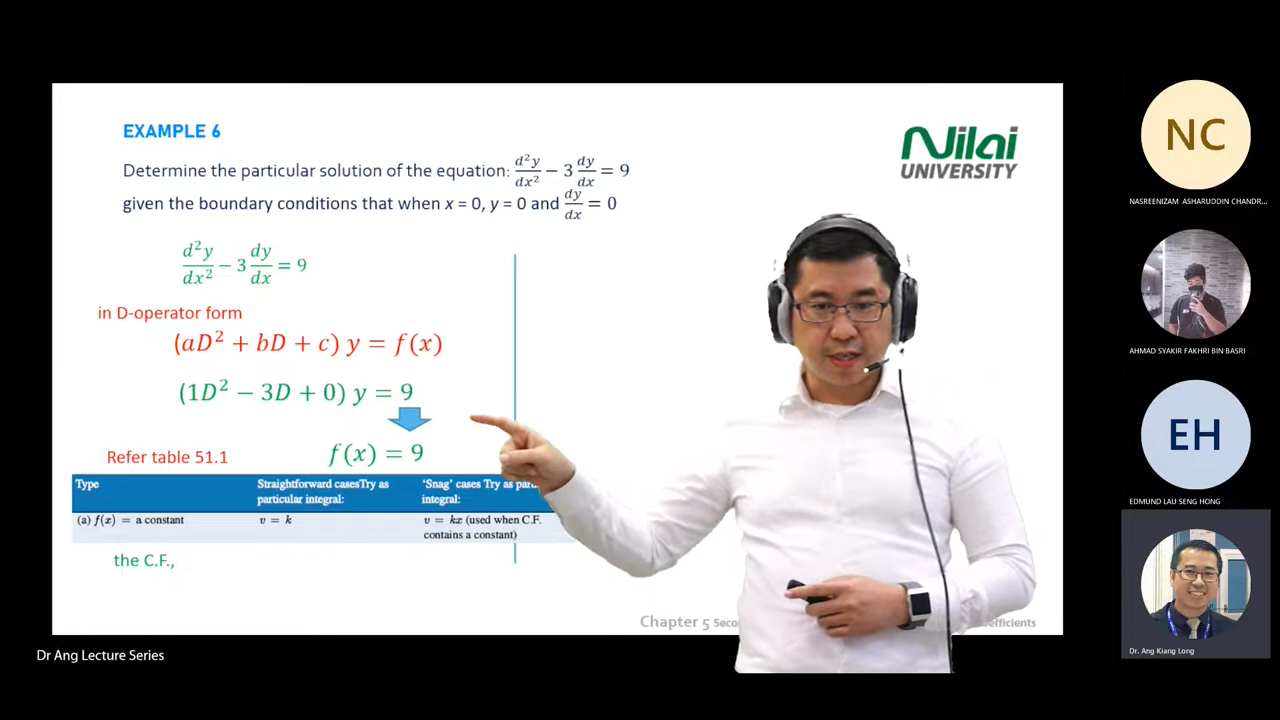 EXAMPLE 6
Nilai
UNIVERSITY
Determine the particular solution of the equation: d²y/dx² − 3 dy/dx = 9
given the boundary conditions that when x = 0, y = 0 and dy/dx = 0
d²y/dx² − 3 dy/dx = 9
in D-operator form
(aD² + bD + c) y = f(x)
(1D² − 3D + 0) y = 9
Refer table 51.1
f(x) = 9
Type
Straightforward casesTry as particular integral:
'Snag' cases Try as
integral:
(a) f(x) = a constant
v = k
v = kx (used when C.F.
contains a constant)
the C.F.,
Chapter 5
Dr Ang Lecture Series
NC
NASREENIZAM ASHARUDDIN CHANDR...
AHMAD SYAKIR FAKHRI BIN BASRI
EH
EDMUND LAU SENG HONG
Dr. Ang Kiang Long